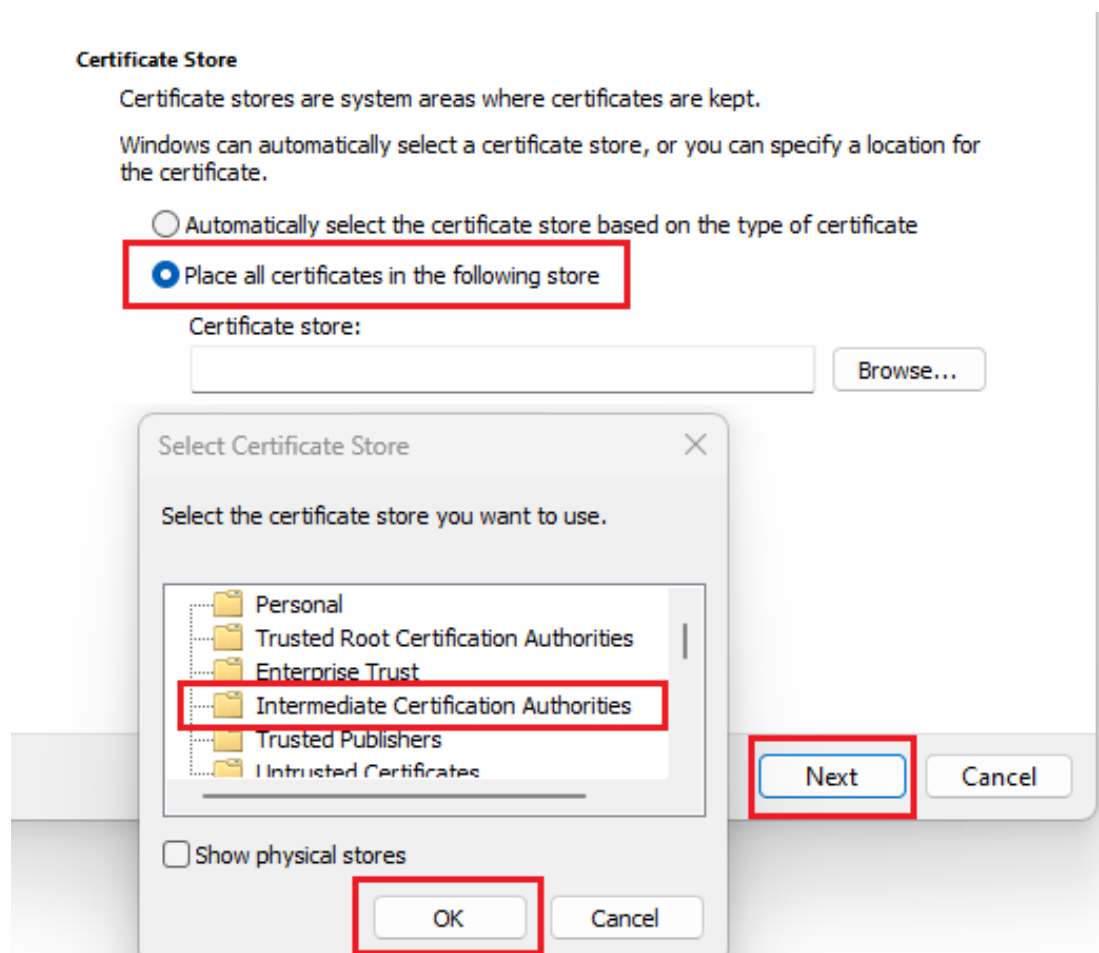 Certificate Store
Certificate stores are system areas where certificates are kept.
Windows can automatically select a certificate store, or you can specify a location for
the certificate.
Automatically select the certificate store based on the type of certificate
Place all certificates in the following store
Certificate store:
Browse...
Select Certificate Store
Select the certificate store you want to use.
Personal
Trusted Root Certification Authorities
Enterprise Trust
Intermediate Certification Authorities
Trusted Publishers
Untrusted Certificates
Next Cancel
Show physical stores
OK Cancel